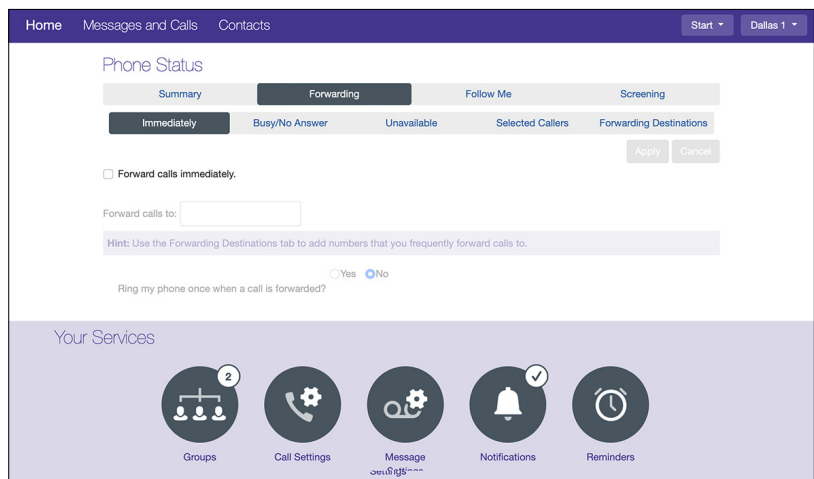 Home Messages and Calls Contacts Start Dallas 1
Phone Status
Summary Forwarding Follow Me Screening
Immediately Busy/No Answer Unavailable Selected Callers Forwarding Destinations
Apply Cancel
Forward calls immediately.
Forward calls to:
Hint: Use the Forwarding Destinations tab to add numbers that you frequently forward calls to.
Yes No
Ring my phone once when a call is forwarded?
Your Services
2
Groups Call Settings Message Notifications Reminders
Settings